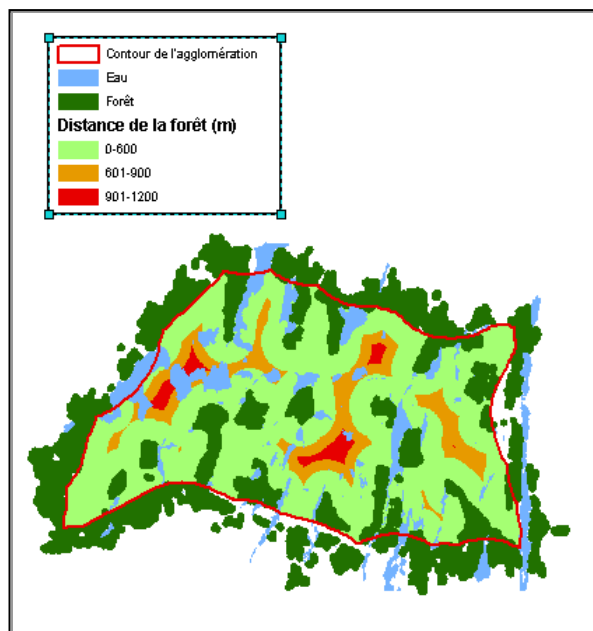 Contour de l'agglomération
Eau
Forêt
Distance de la forêt (m)
0-600
601-900
901-1200